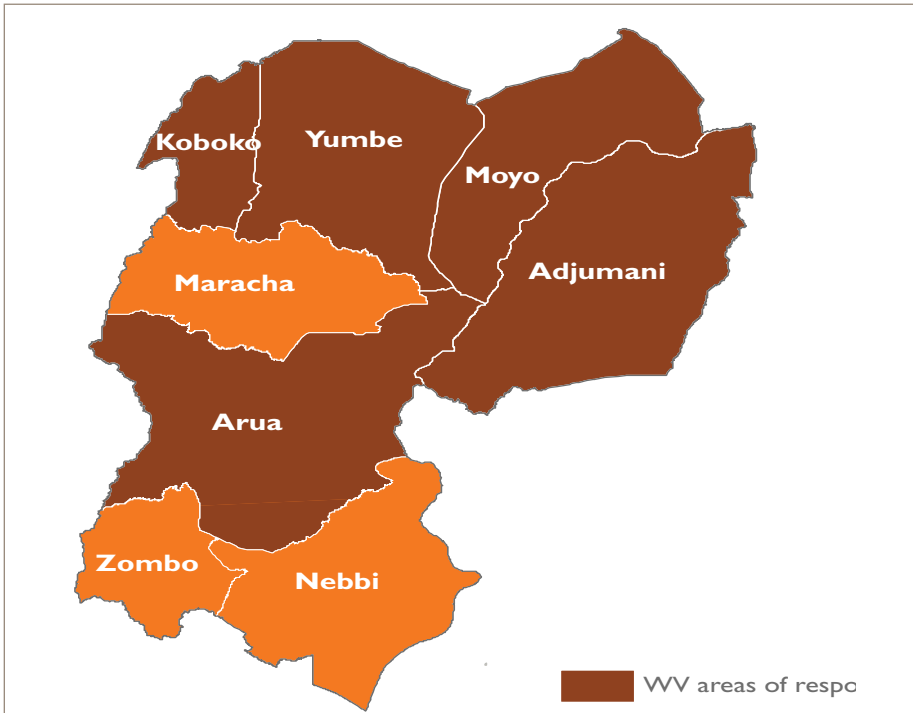 Koboko
Yumbe
Moyo
Adjumani
Maracha
Arua
Zombo
Nebbi
WV areas of respo